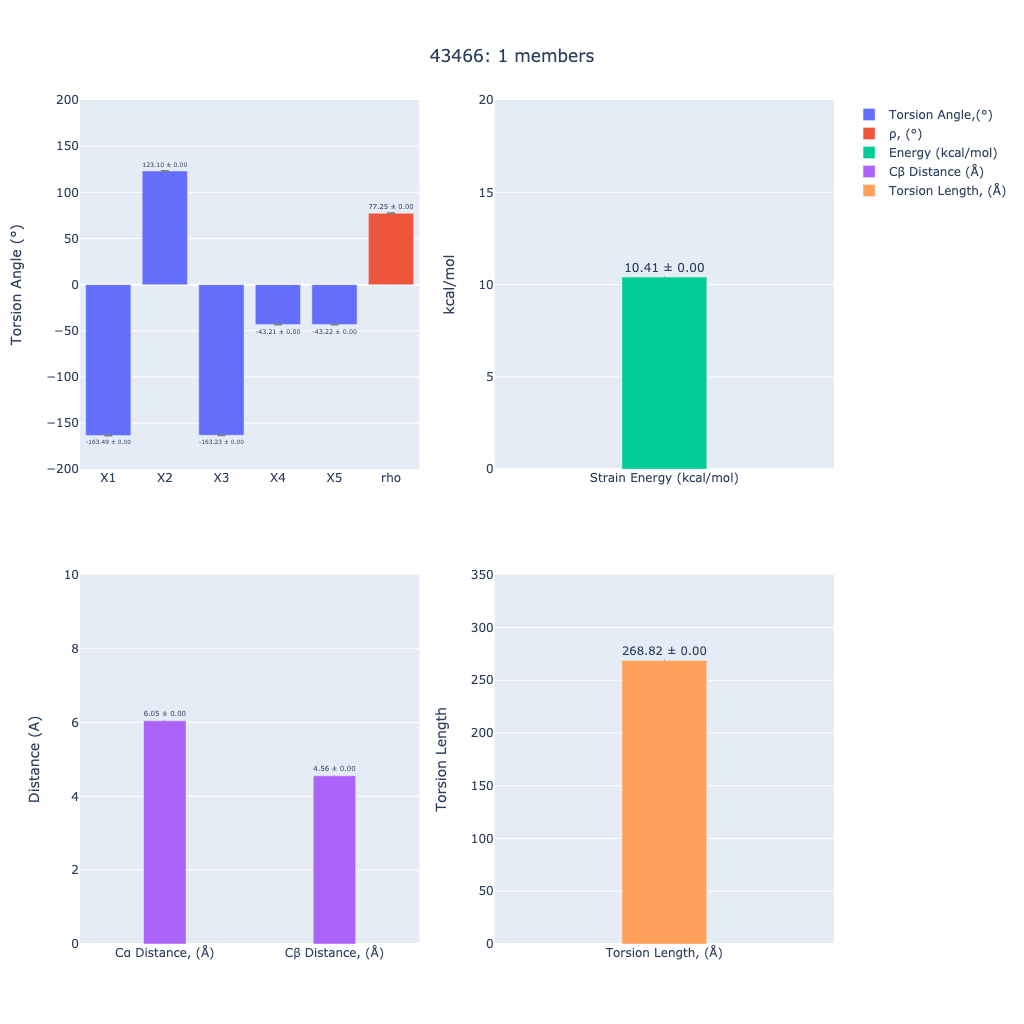 43466: 1 members
Torsion Angle (°)
200
150
100
50
0
−50
−100
−150
−200
-163.49 ± 0.00
123.10 ± 0.00
-163.23 ± 0.00
-43.21 ± 0.00
-43.22 ± 0.00
77.25 ± 0.00
X1 X2 X3 X4 X5 rho
kcal/mol
20
15
10
5
0
10.41 ± 0.00
Strain Energy (kcal/mol)
Torsion Angle,(°)
ρ, (°)
Energy (kcal/mol)
Cβ Distance (Å)
Torsion Length, (Å)
Distance (A)
10
8
6
4
2
0
6.05 ± 0.00
4.56 ± 0.00
Cα Distance, (Å) Cβ Distance, (Å)
Torsion Length
350
300
250
200
150
100
50
0
268.82 ± 0.00
Torsion Length, (Å)